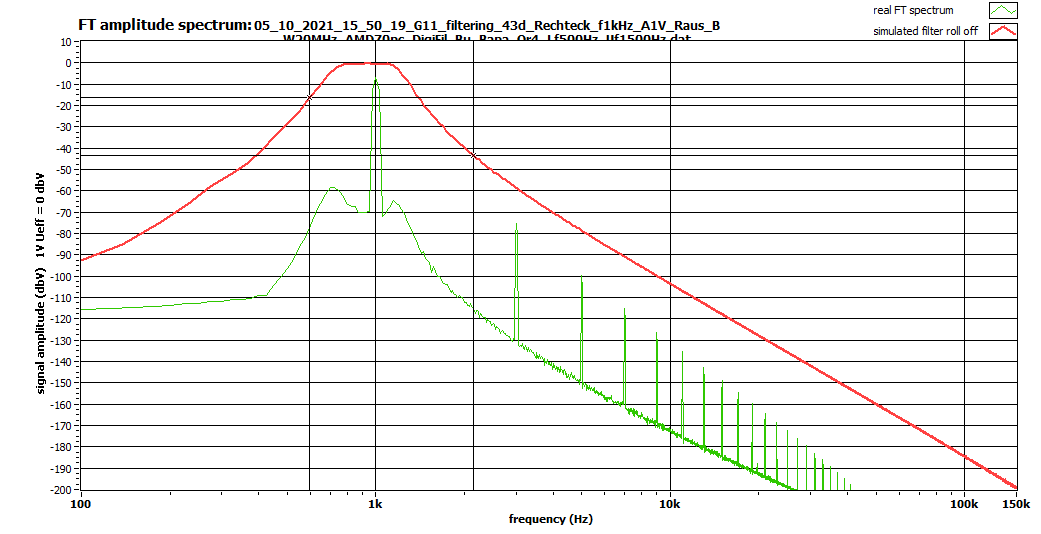 FT amplitude spectrum: 05_10_2021_15_50_19_G11_filtering_43d_Rechteck_f1kHz_A1V_Raus_B
real FT spectrum
simulated filter roll off
signal amplitude (dbV) 1V Ueff = 0 dbV
10
0
-10
-20
-30
-40
-50
-60
-70
-80
-90
-100
-110
-120
-130
-140
-150
-160
-170
-180
-190
-200
100
1k
10k
100k
150k
frequency (Hz)